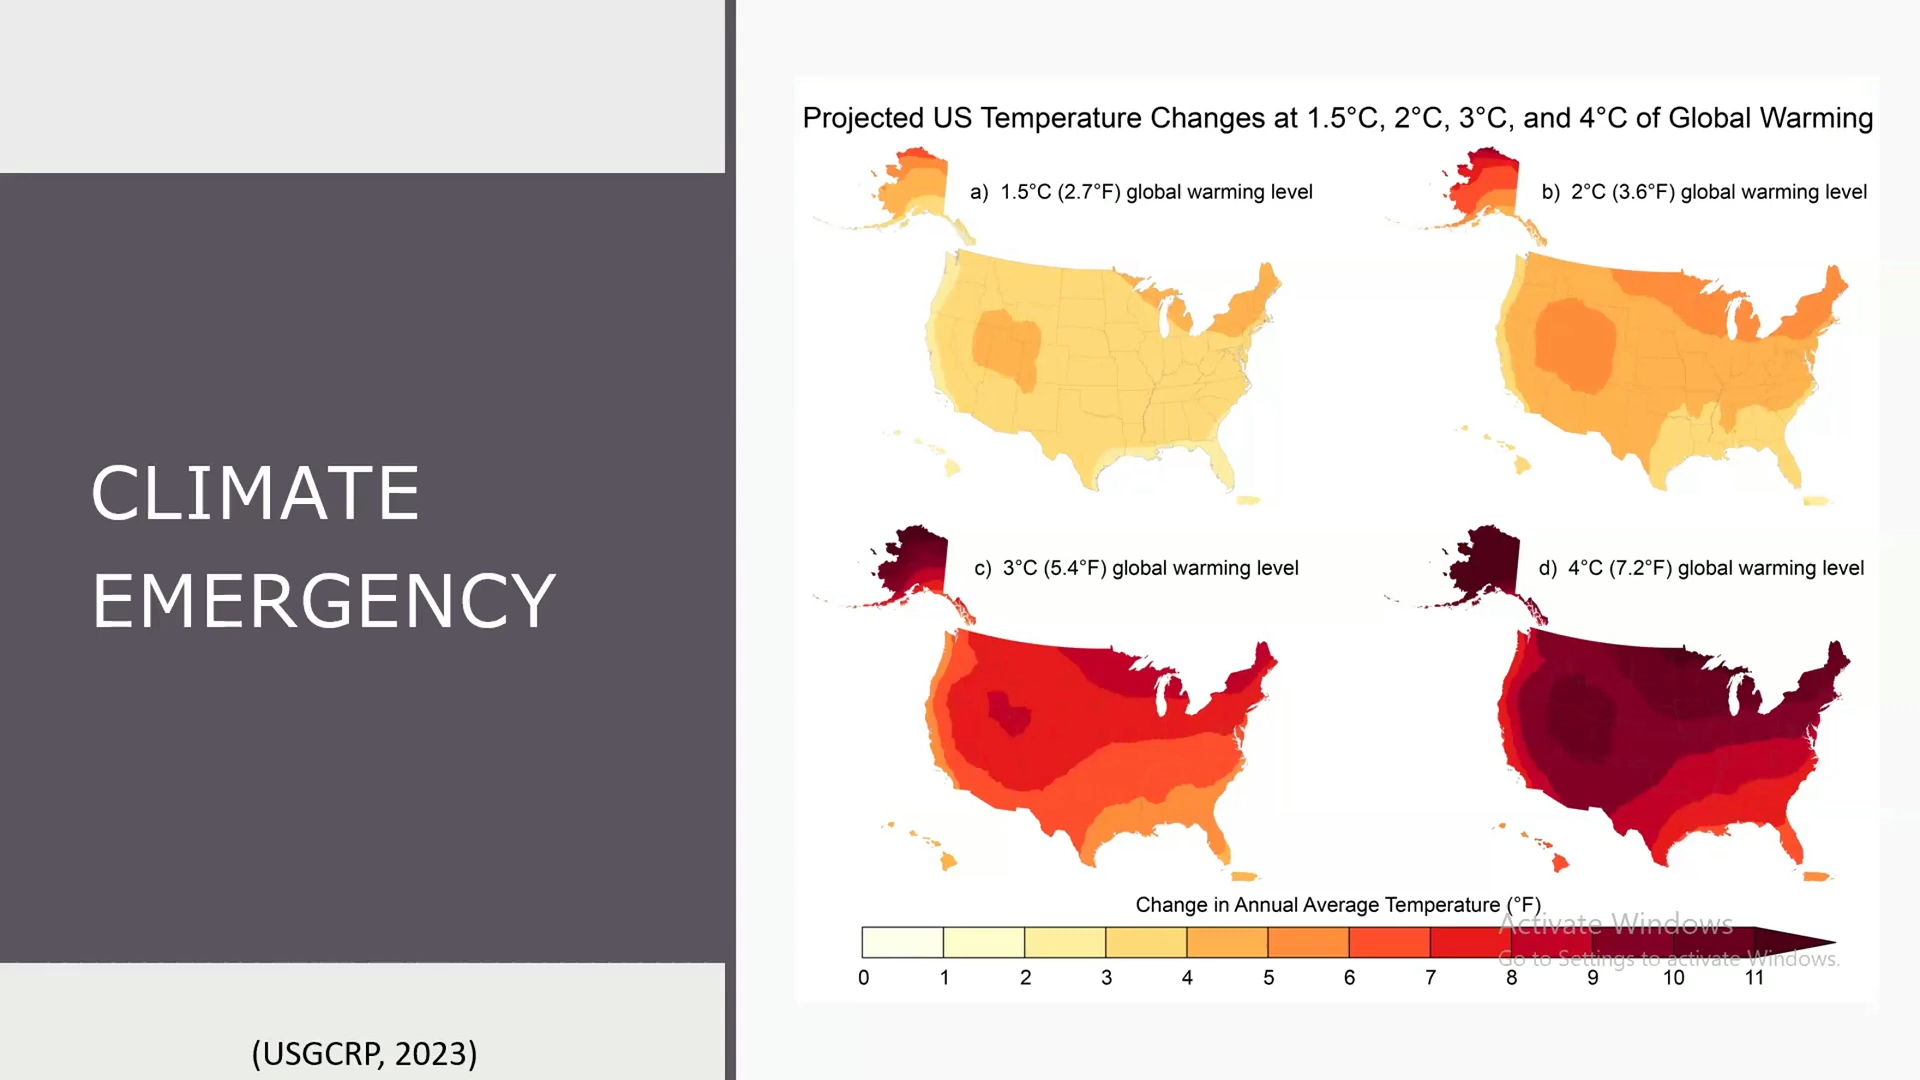 CLIMATE
EMERGENCY
(USGCRP, 2023)
Projected US Temperature Changes at 1.5°C, 2°C, 3°C, and 4°C of Global Warming
a) 1.5°C (2.7°F) global warming level
b) 2°C (3.6°F) global warming level
c) 3°C (5.4°F) global warming level
d) 4°C (7.2°F) global warming level
Change in Annual Average Temperature (°F)
0 1 2 3 4 5 6 7 8 9 10 11
Activate Windows
Go to Settings to activate Windows.